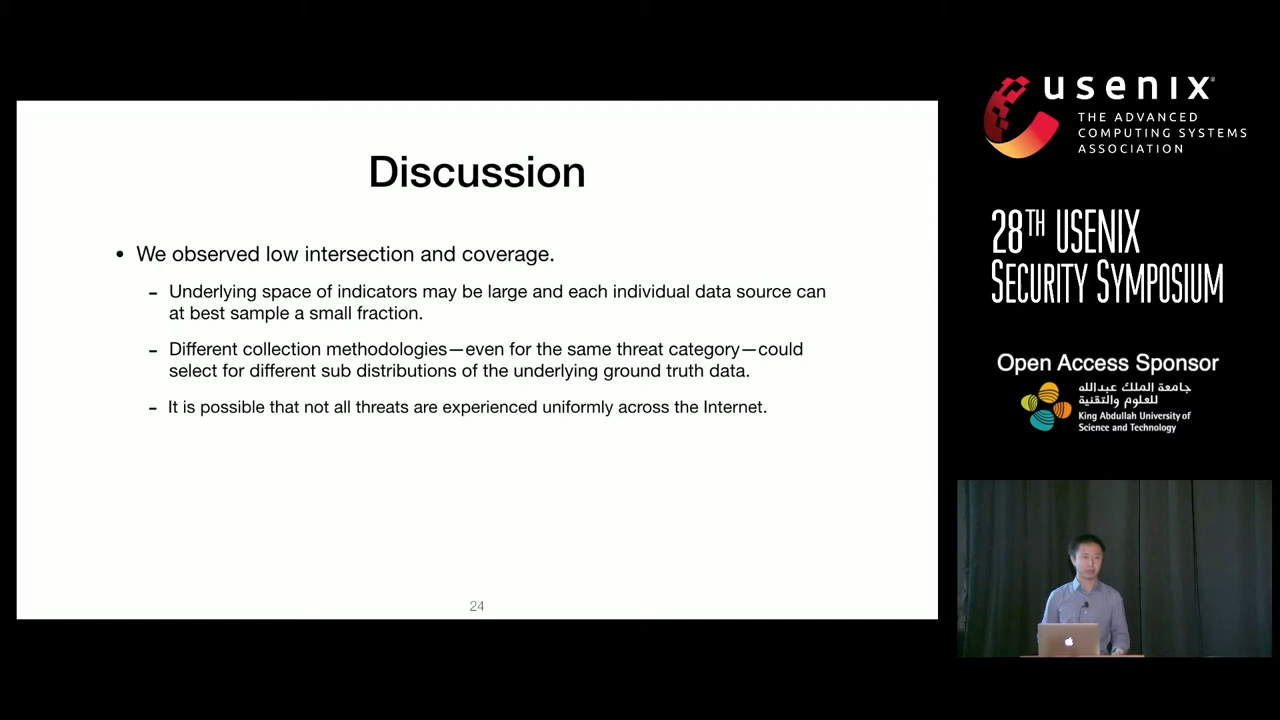 Discussion
• We observed low intersection and coverage.
– Underlying space of indicators may be large and each individual data source can
at best sample a small fraction.
– Different collection methodologies—even for the same threat category—could
select for different sub distributions of the underlying ground truth data.
– It is possible that not all threats are experienced uniformly across the Internet.
24
usenix
THE ADVANCED
COMPUTING SYSTEMS
ASSOCIATION
28TH USENIX
SECURITY SYMPOSIUM
Open Access Sponsor
جامعة الملك عبدالله
للعلوم والتقنية
King Abdullah University of
Science and Technology